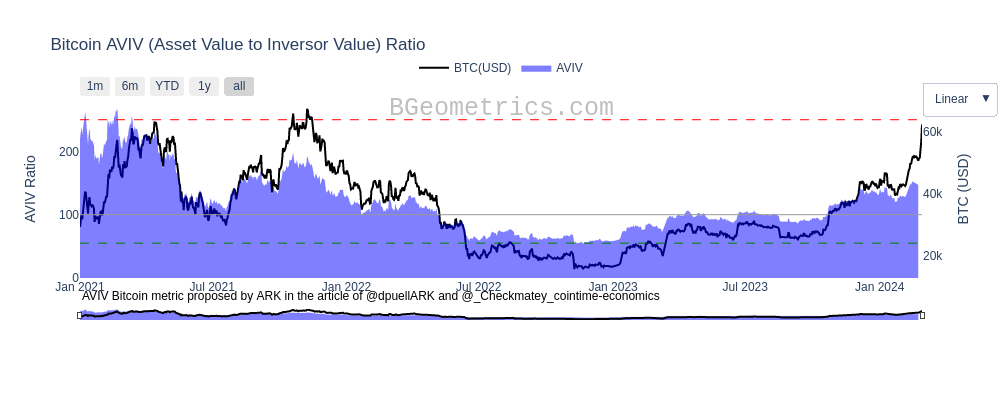 Bitcoin AVIV (Asset Value to Inversor Value) Ratio
BTC(USD) AVIV
1m 6m YTD 1y all
Linear ▼
BGeometrics.com
200
100
0
AVIV Ratio
60k
40k
20k
BTC (USD)
Jan 2021 Jul 2021 Jan 2022 Jul 2022 Jan 2023 Jul 2023 Jan 2024
AVIV Bitcoin metric proposed by ARK in the article of @dpuellARK and @_Checkmatey_cointime-economics